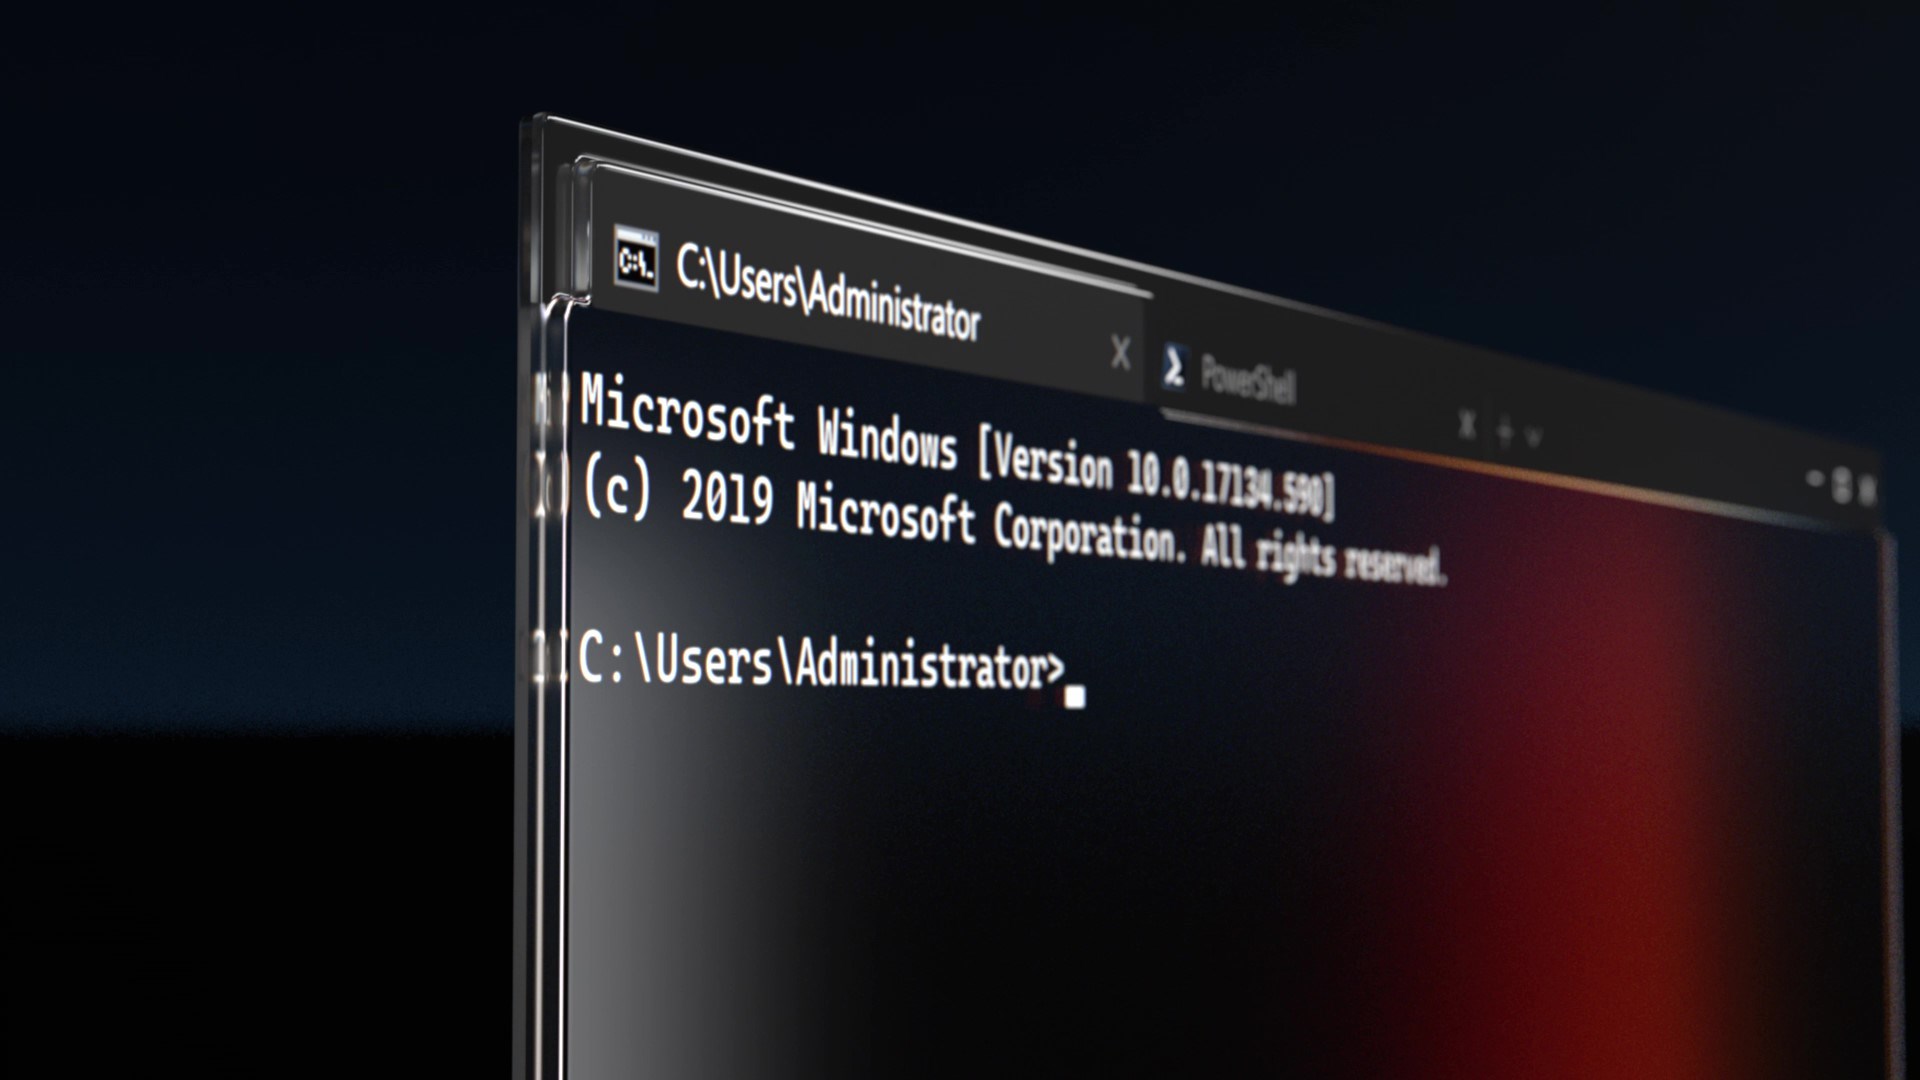 C:\Users\Administrator
PowerShell
Microsoft Windows [Version 10.0.17134.590]
(c) 2019 Microsoft Corporation. All rights reserved.
C:\Users\Administrator>